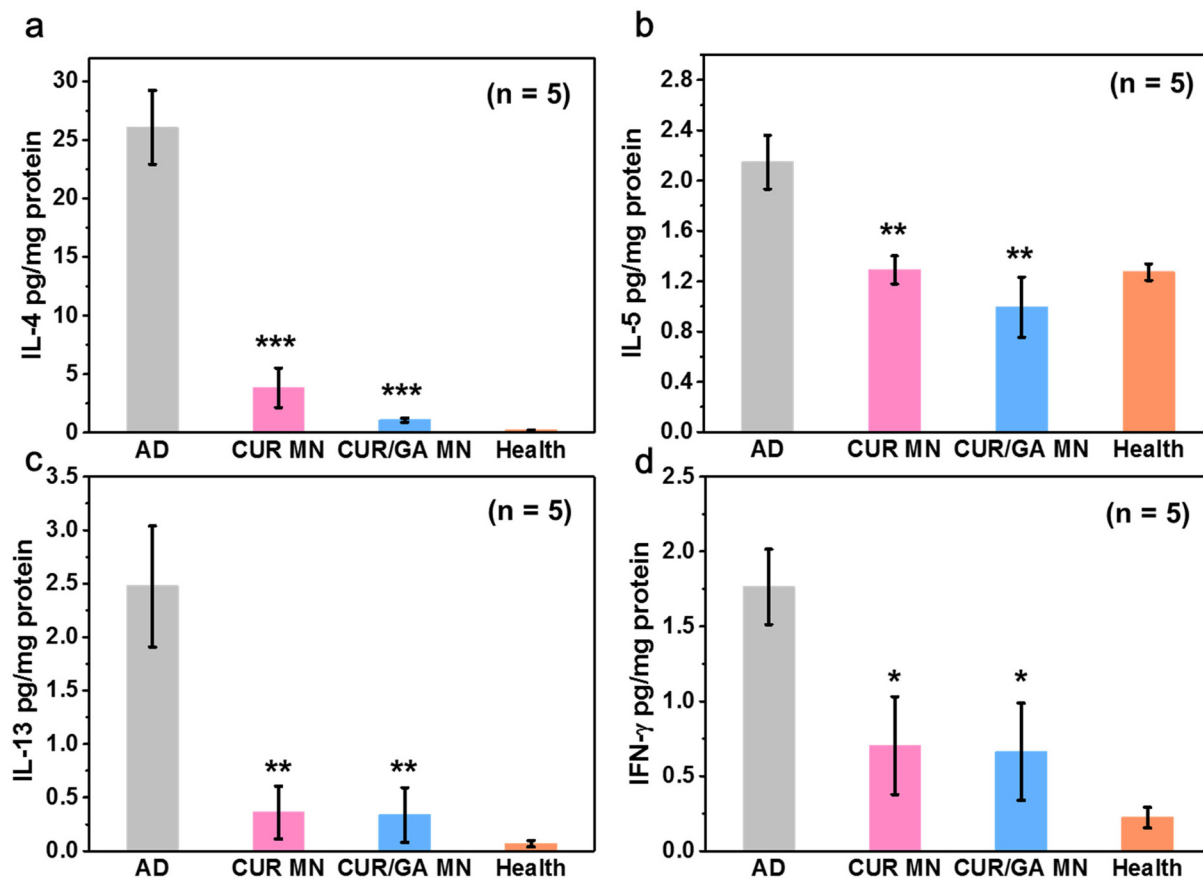 a
(n = 5)
IL-4 pg/mg protein
30
25
20
15
10
5
0
***
***
AD CUR MN CUR/GA MN Health
b
(n = 5)
IL-5 pg/mg protein
2.8
2.4
2.0
1.6
1.2
0.8
0.4
0.0
**
**
AD CUR MN CUR/GA MN Health
c
(n = 5)
IL-13 pg/mg protein
3.5
3.0
2.5
2.0
1.5
1.0
0.5
0.0
**
**
AD CUR MN CUR/GA MN Health
d
(n = 5)
IFN-γ pg/mg protein
2.5
2.0
1.5
1.0
0.5
0.0
*
*
AD CUR MN CUR/GA MN Health